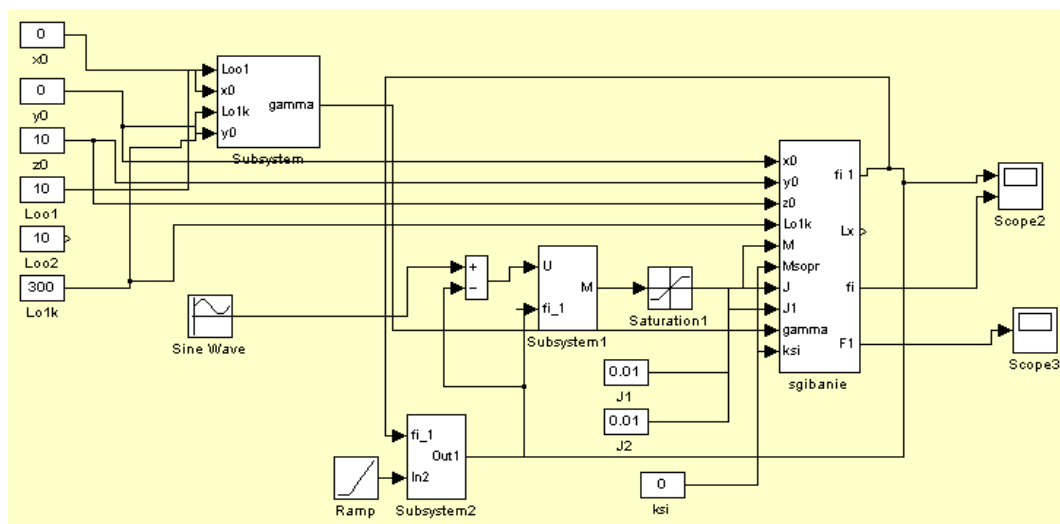 0
x0
0
y0
10
z0
10
Loo1
10
Loo2
300
Lo1k
Loo1
x0
Lo1k
y0
gamma
Subsystem
Sine Wave
+
−
U
fi_1
M
Subsystem1
Saturation1
0.01
J1
0.01
J2
Ramp
fi_1
In2
Out1
Subsystem2
0
ksi
x0
y0
z0
Lo1k
M
Msopr
J
J1
gamma
ksi
fi 1
Lx
fi
F1
sgibanie
Scope2
Scope3